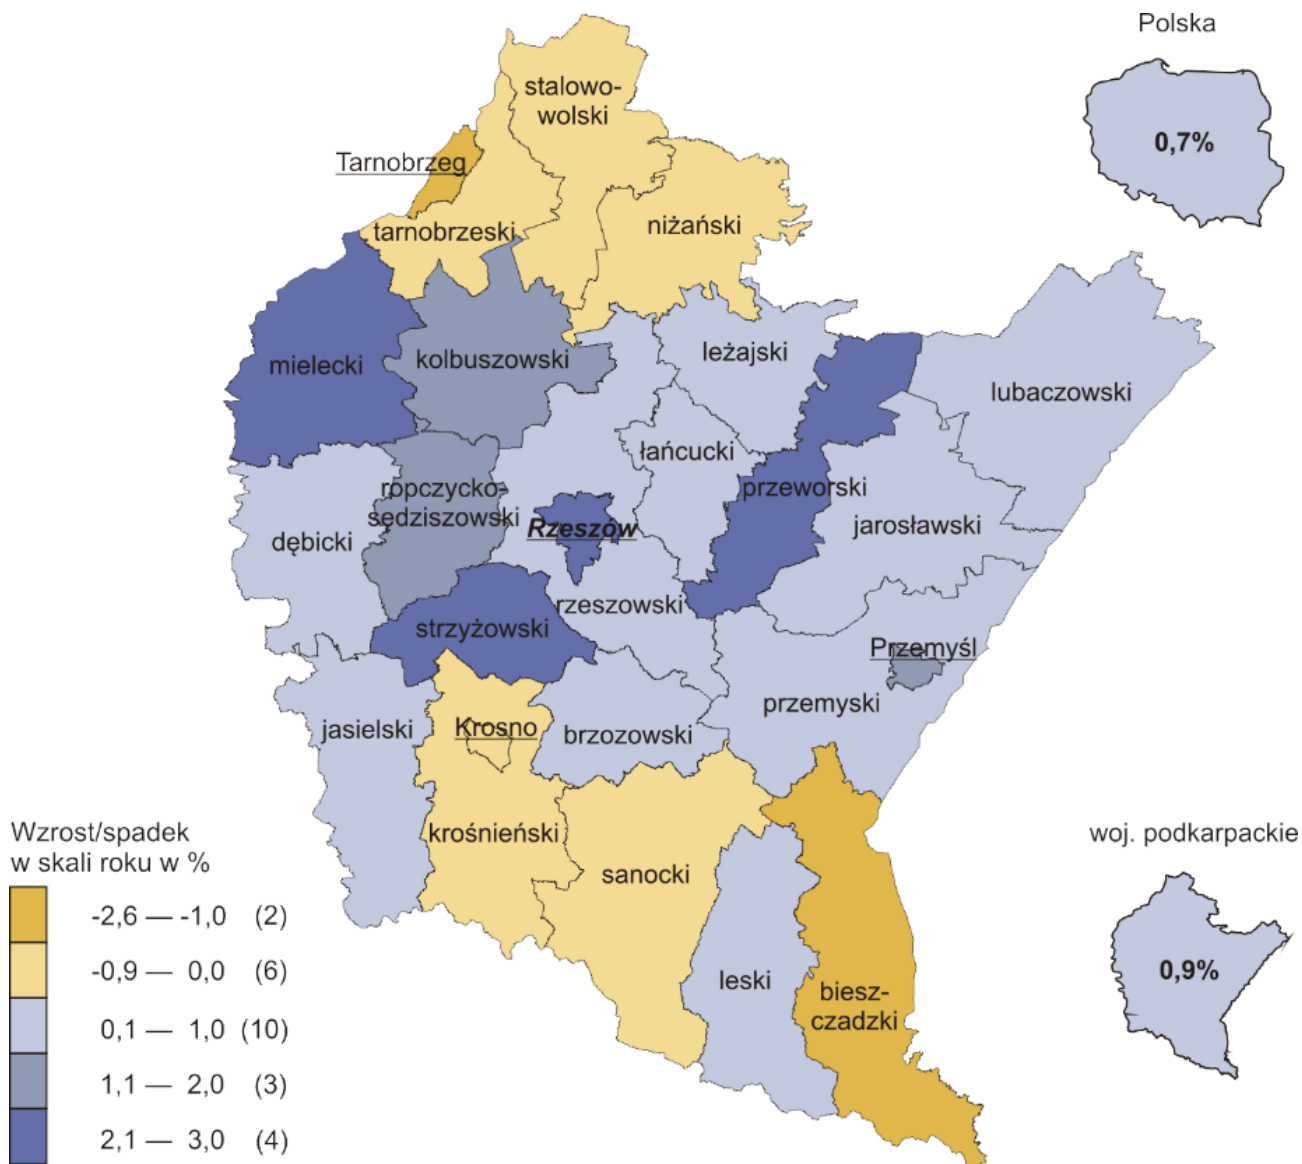 Polska
0,7%
stalowo-
wolski
Tarnobrzeg
tarnobrzeski
niżański
mielecki
kolbuszowski
leżajski
lubaczowski
łańcucki
ropczycko-
sedziszowski
przeworski
jarosławski
dębicki
Rzeszów
rzeszowski
strzyżowski
Przemyśl
przemyski
jasielski
Krosno
brzozowski
krośnieński
sanocki
leski
biesz-
czadzki
woj. podkarpackie
0,9%
Wzrost/spadek
w skali roku w %
-2,6 — -1,0 (2)
-0,9 — 0,0 (6)
0,1 — 1,0 (10)
1,1 — 2,0 (3)
2,1 — 3,0 (4)